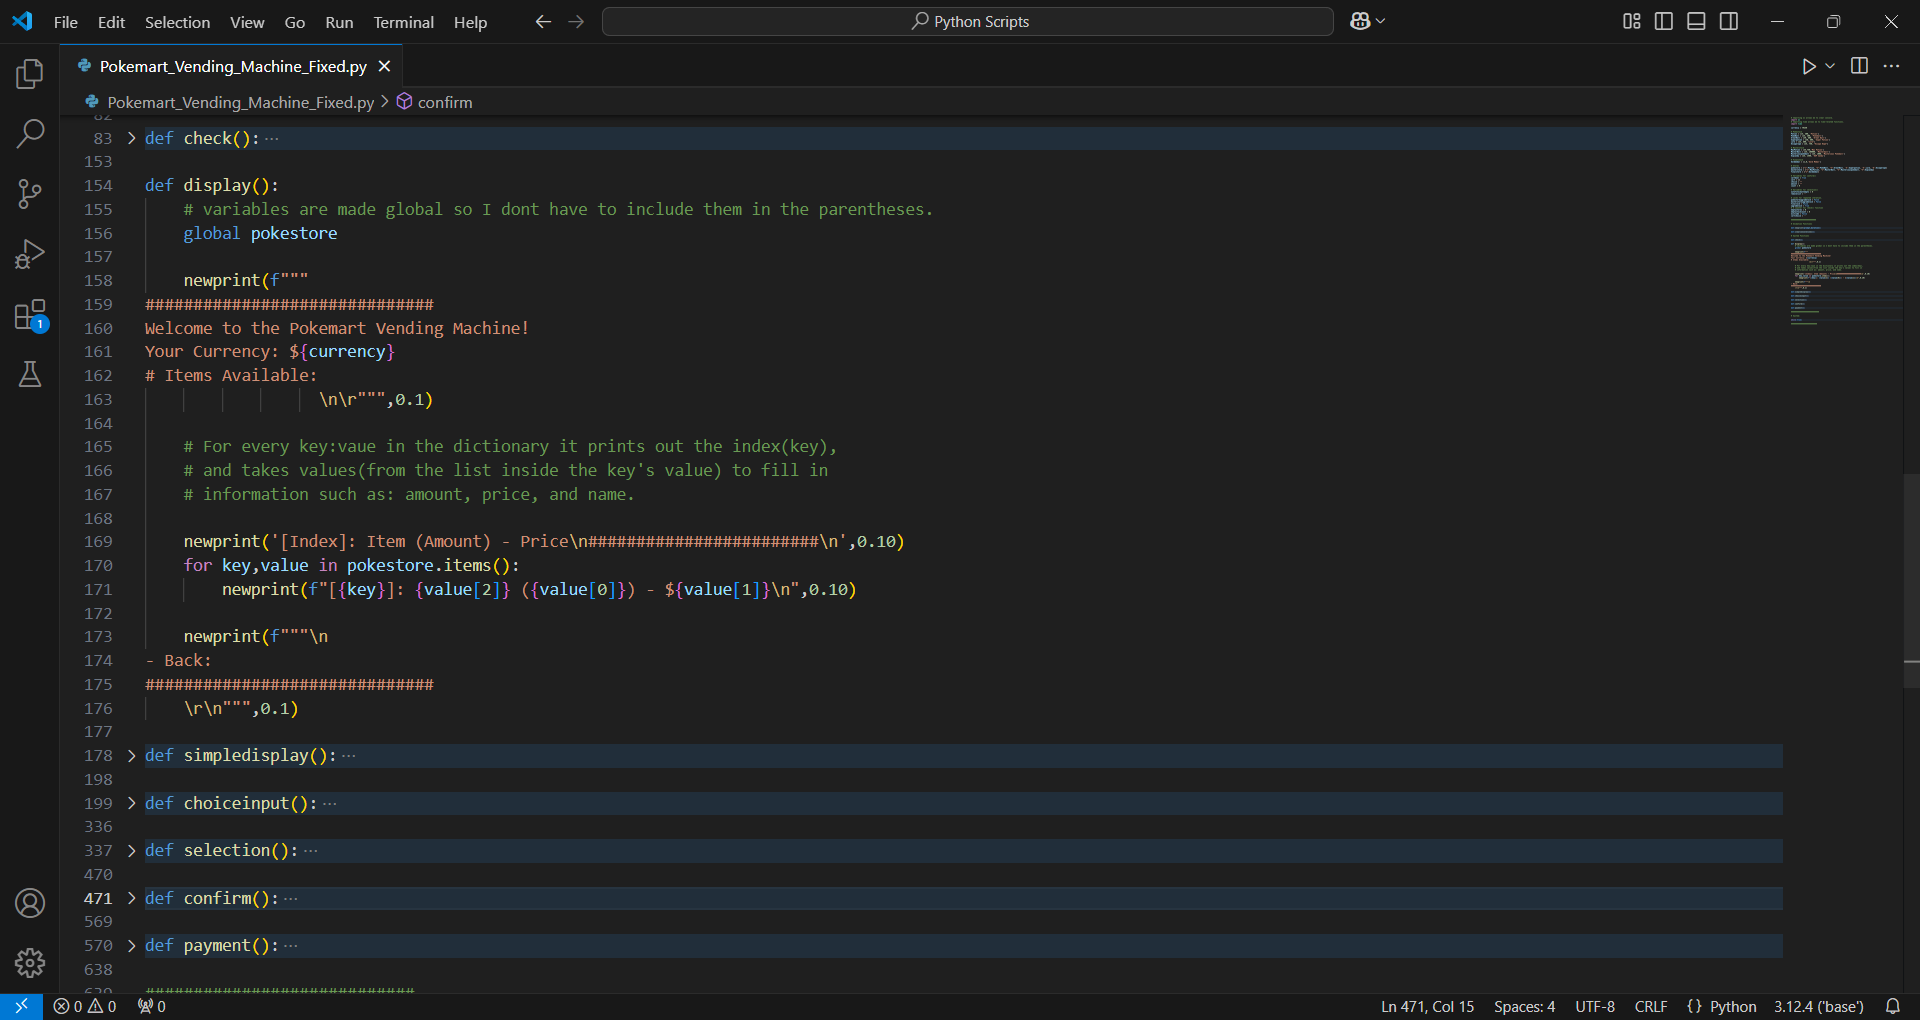 File Edit Selection View Go Run Terminal Help Python Scripts
Pokemart_Vending_Machine_Fixed.py
Pokemart_Vending_Machine_Fixed.py > confirm
82
83 def check(): ···
153
154 def display():
155 # variables are made global so I dont have to include them in the parentheses.
156 global pokestore
157
158 newprint(f"""
159 ##############################
160 Welcome to the Pokemart Vending Machine!
161 Your Currency: ${currency}
162 # Items Available:
163 \n\r""",0.1)
164
165 # For every key:vaue in the dictionary it prints out the index(key),
166 # and takes values(from the list inside the key's value) to fill in
167 # information such as: amount, price, and name.
168
169 newprint('[Index]: Item (Amount) - Price\n########################\n',0.10)
170 for key,value in pokestore.items():
171 newprint(f"[{key}]: {value[2]} ({value[0]}) - ${value[1]}\n",0.10)
172
173 newprint(f"""\n
174 - Back:
175 ##############################
176 \r\n""",0.1)
177
178 def simpledisplay(): ···
198
199 def choiceinput(): ···
336
337 def selection(): ···
470
471 def confirm(): ···
569
570 def payment(): ···
638
639 ############################
1
0 0 0 Ln 471, Col 15 Spaces: 4 UTF-8 CRLF {} Python 3.12.4 ('base')